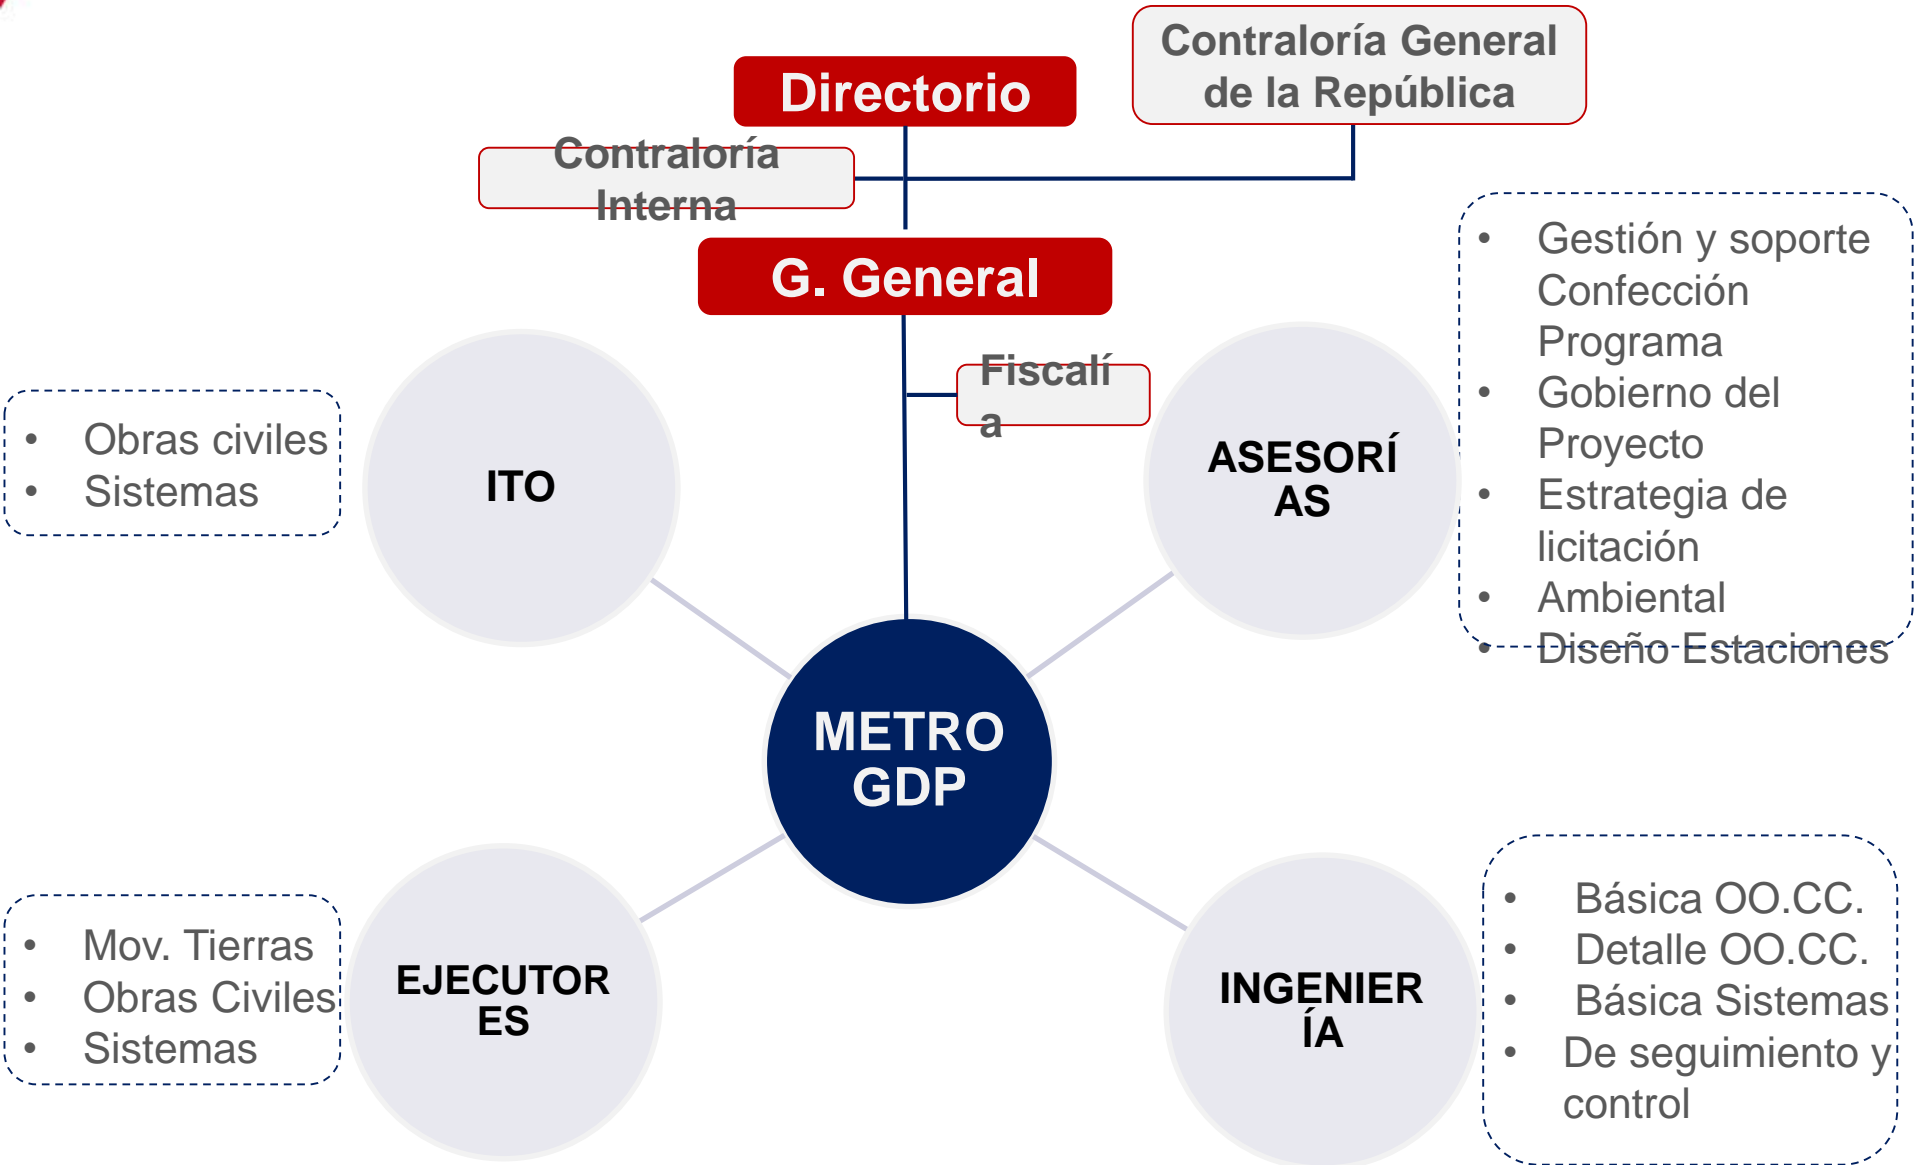 Contraloría General
de la República
Directorio
Contraloría
Interna
G. General
Fiscalí
a
• Obras civiles
• Sistemas
ITO
ASESORÍ
AS
• Gestión y soporte
Confección
Programa
• Gobierno del
Proyecto
• Estrategia de
licitación
• Ambiental
• Diseño Estaciones
METRO
GDP
• Mov. Tierras
• Obras Civiles
• Sistemas
EJECUTOR
ES
INGENIER
ÍA
• Básica OO.CC.
• Detalle OO.CC.
• Básica Sistemas
• De seguimiento y
control